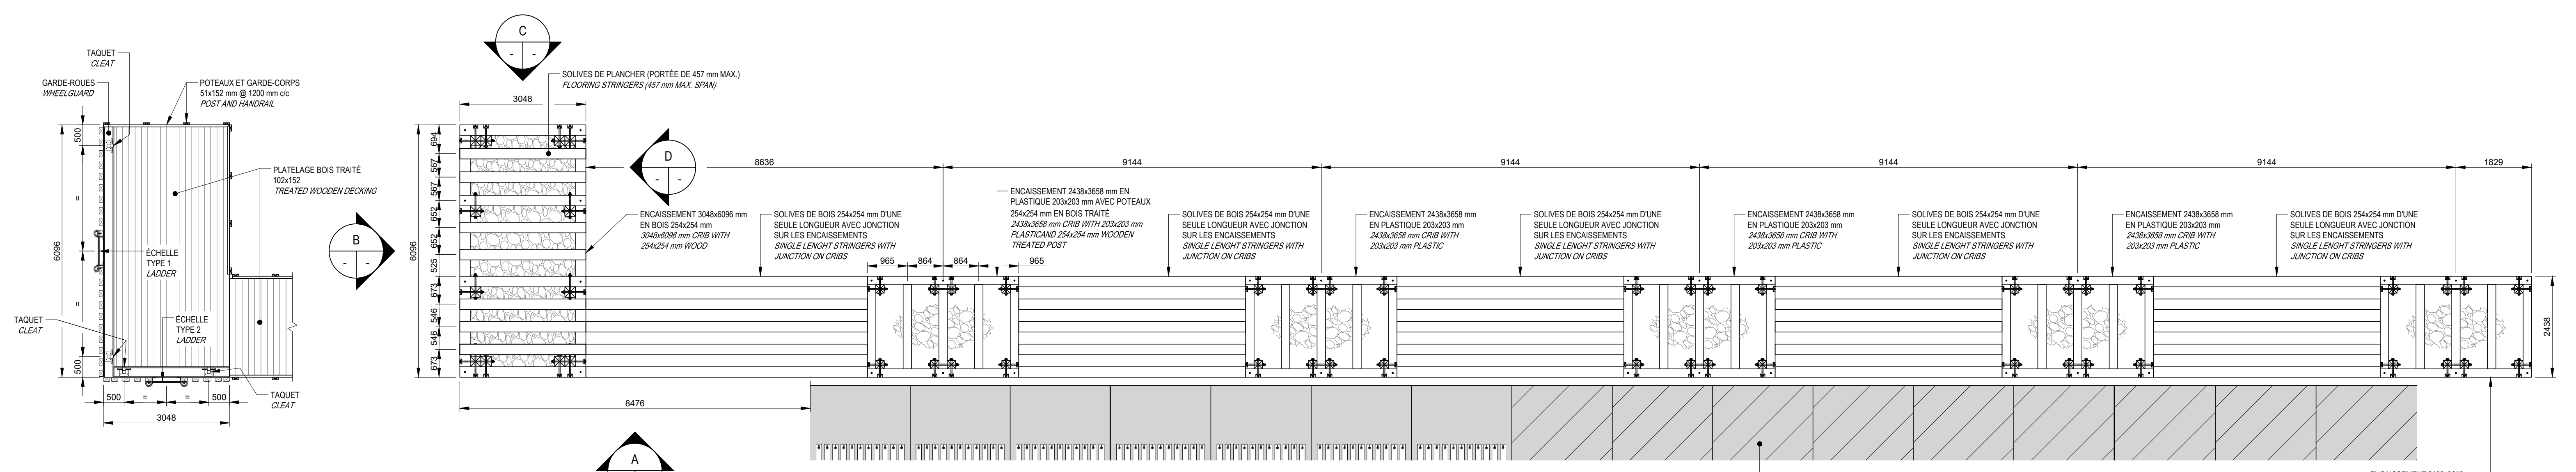 C
- -
TAQUET
CLEAT
GARDE-ROUES
WHEELGUARD
POTEAUX ET GARDE-CORPS
51x152 mm @ 1200 mm c/c
POST AND HANDRAIL
PLATELAGE BOIS TRAITÉ
102x152
TREATED WOODEN DECKING
ÉCHELLE
TYPE 1
LADDER
ÉCHELLE
TYPE 2
LADDER
TAQUET
CLEAT
TAQUET
CLEAT
500
=
6096
=
500
500
=
=
500
3048
B
- -
SOLIVES DE PLANCHER (PORTÉE DE 457 mm MAX.)
FLOORING STRINGERS (457 mm MAX. SPAN)
3048
6096
694
567
567
652
652
525
673
546
546
673
D
- -
8636
9144
9144
9144
9144
1829
ENCAISSEMENT 3048x6096 mm
EN BOIS 254x254 mm
3048x6096 mm CRIB WITH
254x254 mm WOOD
SOLIVES DE BOIS 254x254 mm D'UNE
SEULE LONGUEUR AVEC JONCTION
SUR LES ENCAISSEMENTS
SINGLE LENGHT STRINGERS WITH
JUNCTION ON CRIBS
ENCAISSEMENT 2438x3658 mm EN
PLASTIQUE 203x203 mm AVEC POTEAUX
254x254 mm EN BOIS TRAITÉ
2438x3658 mm CRIB WITH 203x203 mm
PLASTICAND 254x254 mm WOODEN
TREATED POST
SOLIVES DE BOIS 254x254 mm D'UNE
SEULE LONGUEUR AVEC JONCTION
SUR LES ENCAISSEMENTS
SINGLE LENGHT STRINGERS WITH
JUNCTION ON CRIBS
ENCAISSEMENT 2438x3658 mm
EN PLASTIQUE 203x203 mm
2438x3658 mm CRIB WITH
203x203 mm PLASTIC
SOLIVES DE BOIS 254x254 mm D'UNE
SEULE LONGUEUR AVEC JONCTION
SUR LES ENCAISSEMENTS
SINGLE LENGHT STRINGERS WITH
JUNCTION ON CRIBS
ENCAISSEMENT 2438x3658 mm
EN PLASTIQUE 203x203 mm
2438x3658 mm CRIB WITH
203x203 mm PLASTIC
SOLIVES DE BOIS 254x254 mm D'UNE
SEULE LONGUEUR AVEC JONCTION
SUR LES ENCAISSEMENTS
SINGLE LENGHT STRINGERS WITH
JUNCTION ON CRIBS
ENCAISSEMENT 2438x3658 mm
EN PLASTIQUE 203x203 mm
2438x3658 mm CRIB WITH
203x203 mm PLASTIC
SOLIVES DE BOIS 254x254 mm D'UNE
SEULE LONGUEUR AVEC JONCTION
SUR LES ENCAISSEMENTS
SINGLE LENGHT STRINGERS WITH
JUNCTION ON CRIBS
965
864
864
965
2438
8476
A